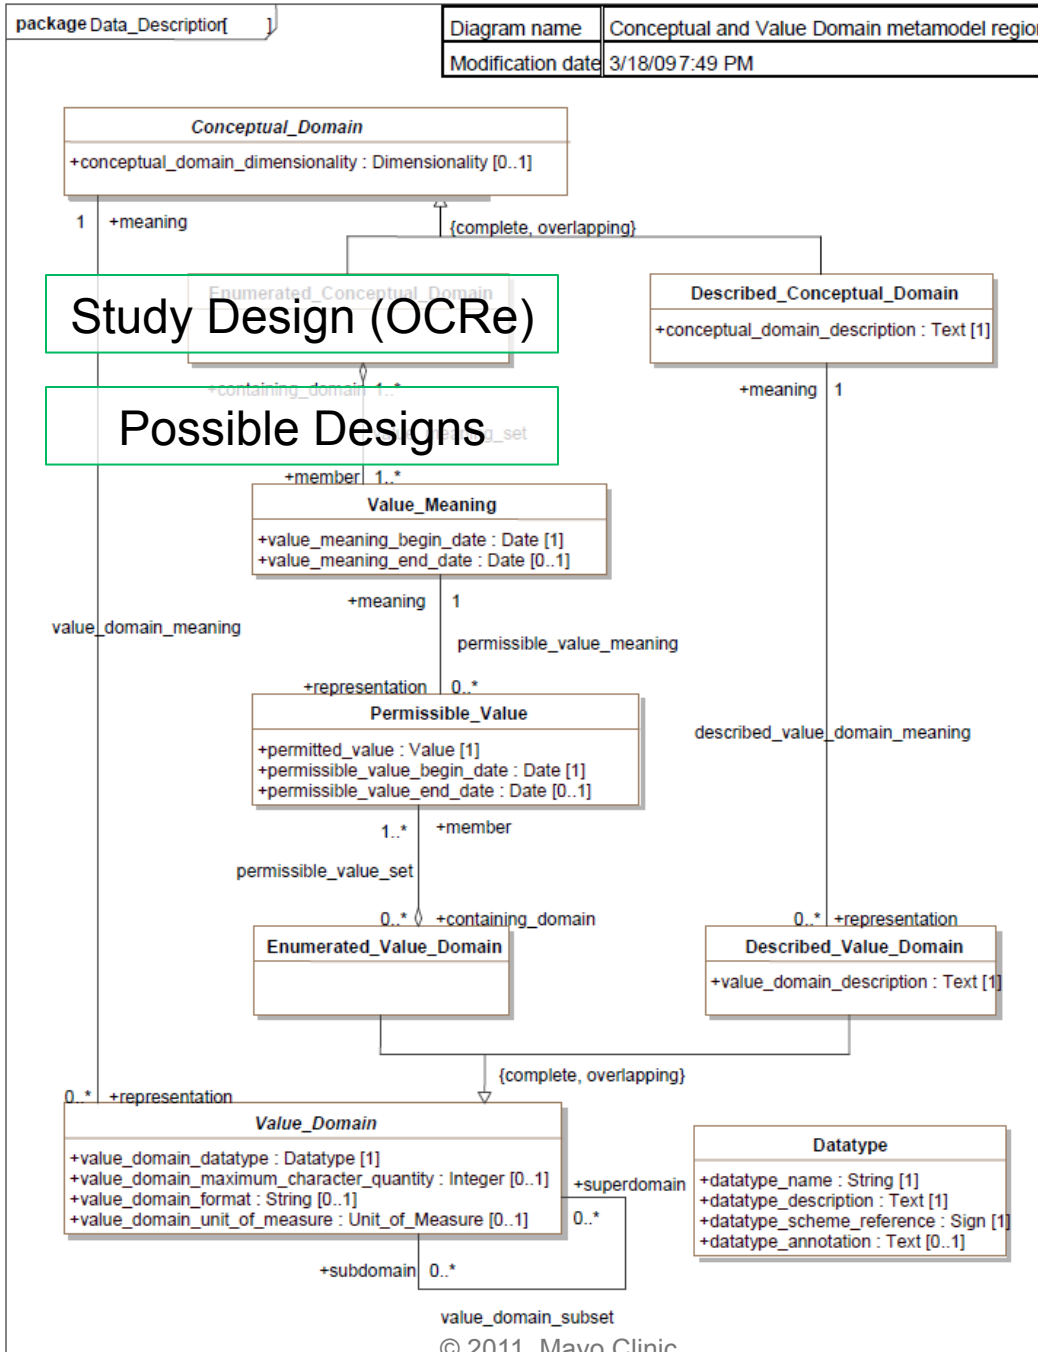 package Data_Description[ ]
Diagram name Conceptual and Value Domain metamodel region
Modification date 3/18/09 7:49 PM
Conceptual_Domain
+conceptual_domain_dimensionality : Dimensionality [0..1]
1 +meaning
{complete, overlapping}
Enumerated_Conceptual_Domain
Study Design (OCRe)
Described_Conceptual_Domain
+conceptual_domain_description : Text [1]
+containing_domain 1..*
+meaning 1
Possible Designs
value_meaning_set
+member 1..*
Value_Meaning
+value_meaning_begin_date : Date [1]
+value_meaning_end_date : Date [0..1]
+meaning 1
value_domain_meaning
permissible_value_meaning
+representation 0..*
Permissible_Value
+permitted_value : Value [1]
+permissible_value_begin_date : Date [1]
+permissible_value_end_date : Date [0..1]
described_value_domain_meaning
1..* +member
permissible_value_set
0..* +containing_domain
0..* +representation
Enumerated_Value_Domain
Described_Value_Domain
+value_domain_description : Text [1]
{complete, overlapping}
0..* +representation
Value_Domain
+value_domain_datatype : Datatype [1]
+value_domain_maximum_character_quantity : Integer [0..1]
+value_domain_format : String [0..1]
+value_domain_unit_of_measure : Unit_of_Measure [0..1]
+superdomain
0..*
Datatype
+datatype_name : String [1]
+datatype_description : Text [1]
+datatype_scheme_reference : Sign [1]
+datatype_annotation : Text [0..1]
+subdomain 0..*
value_domain_subset
© 2011 Mayo Clinic